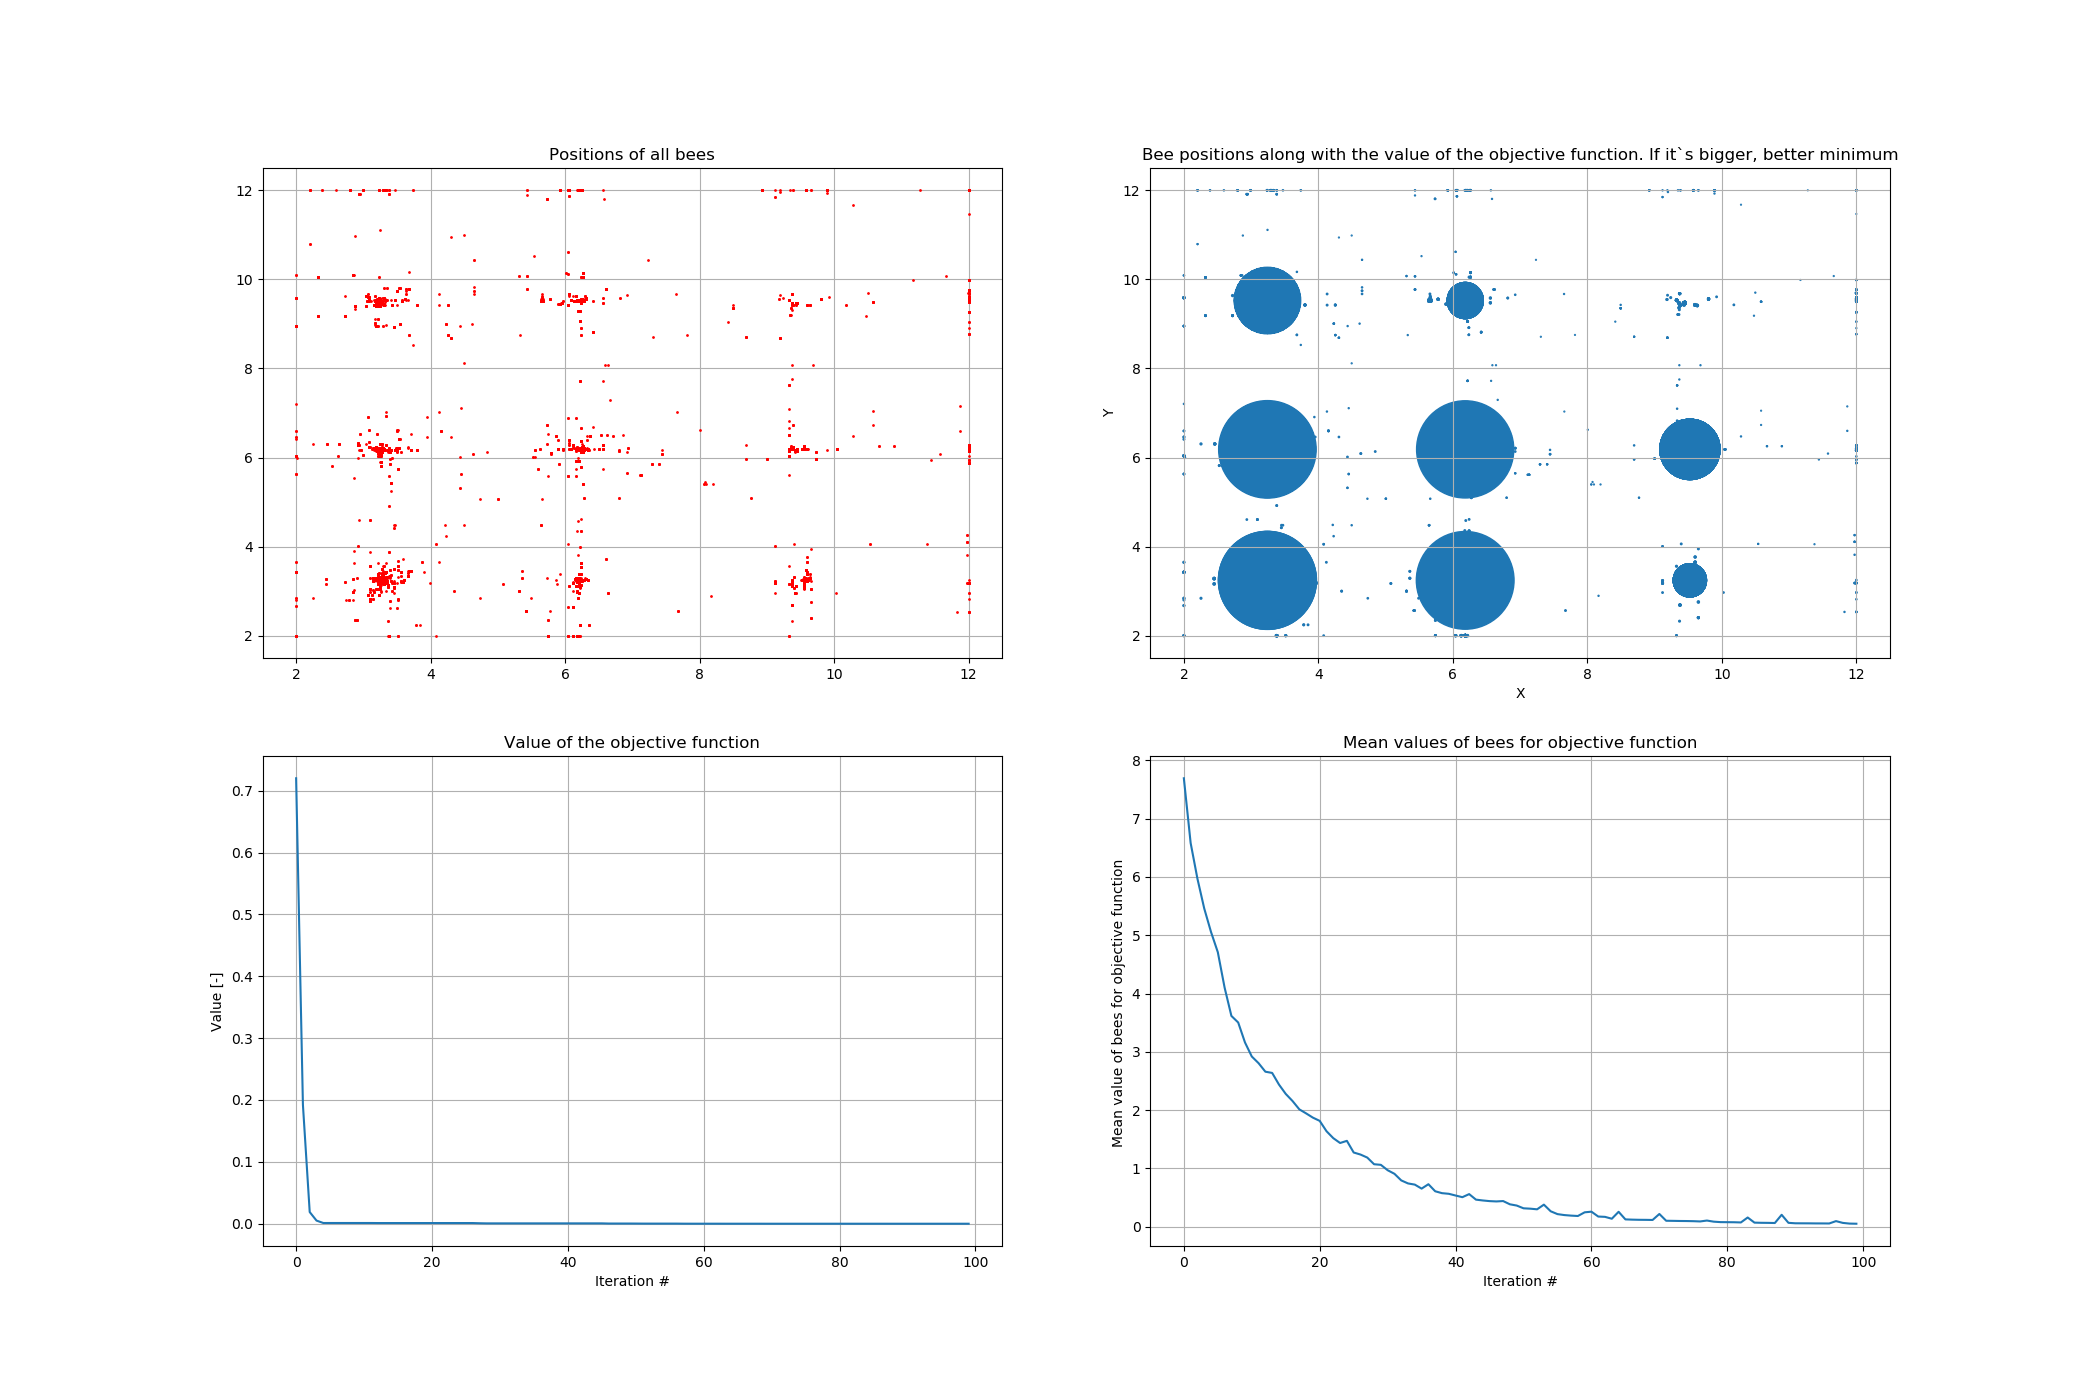 Positions of all bees
12
10
8
6
4
2
2 4 6 8 10 12
Bee positions along with the value of the objective function. If it`s bigger, better minimum
Y
12
10
8
6
4
2
2 4 6 8 10 12
X
Value of the objective function
Value [-]
0.7
0.6
0.5
0.4
0.3
0.2
0.1
0.0
0 20 40 60 80 100
Iteration #
Mean values of bees for objective function
Mean value of bees for objective function
8
7
6
5
4
3
2
1
0
0 20 40 60 80 100
Iteration #